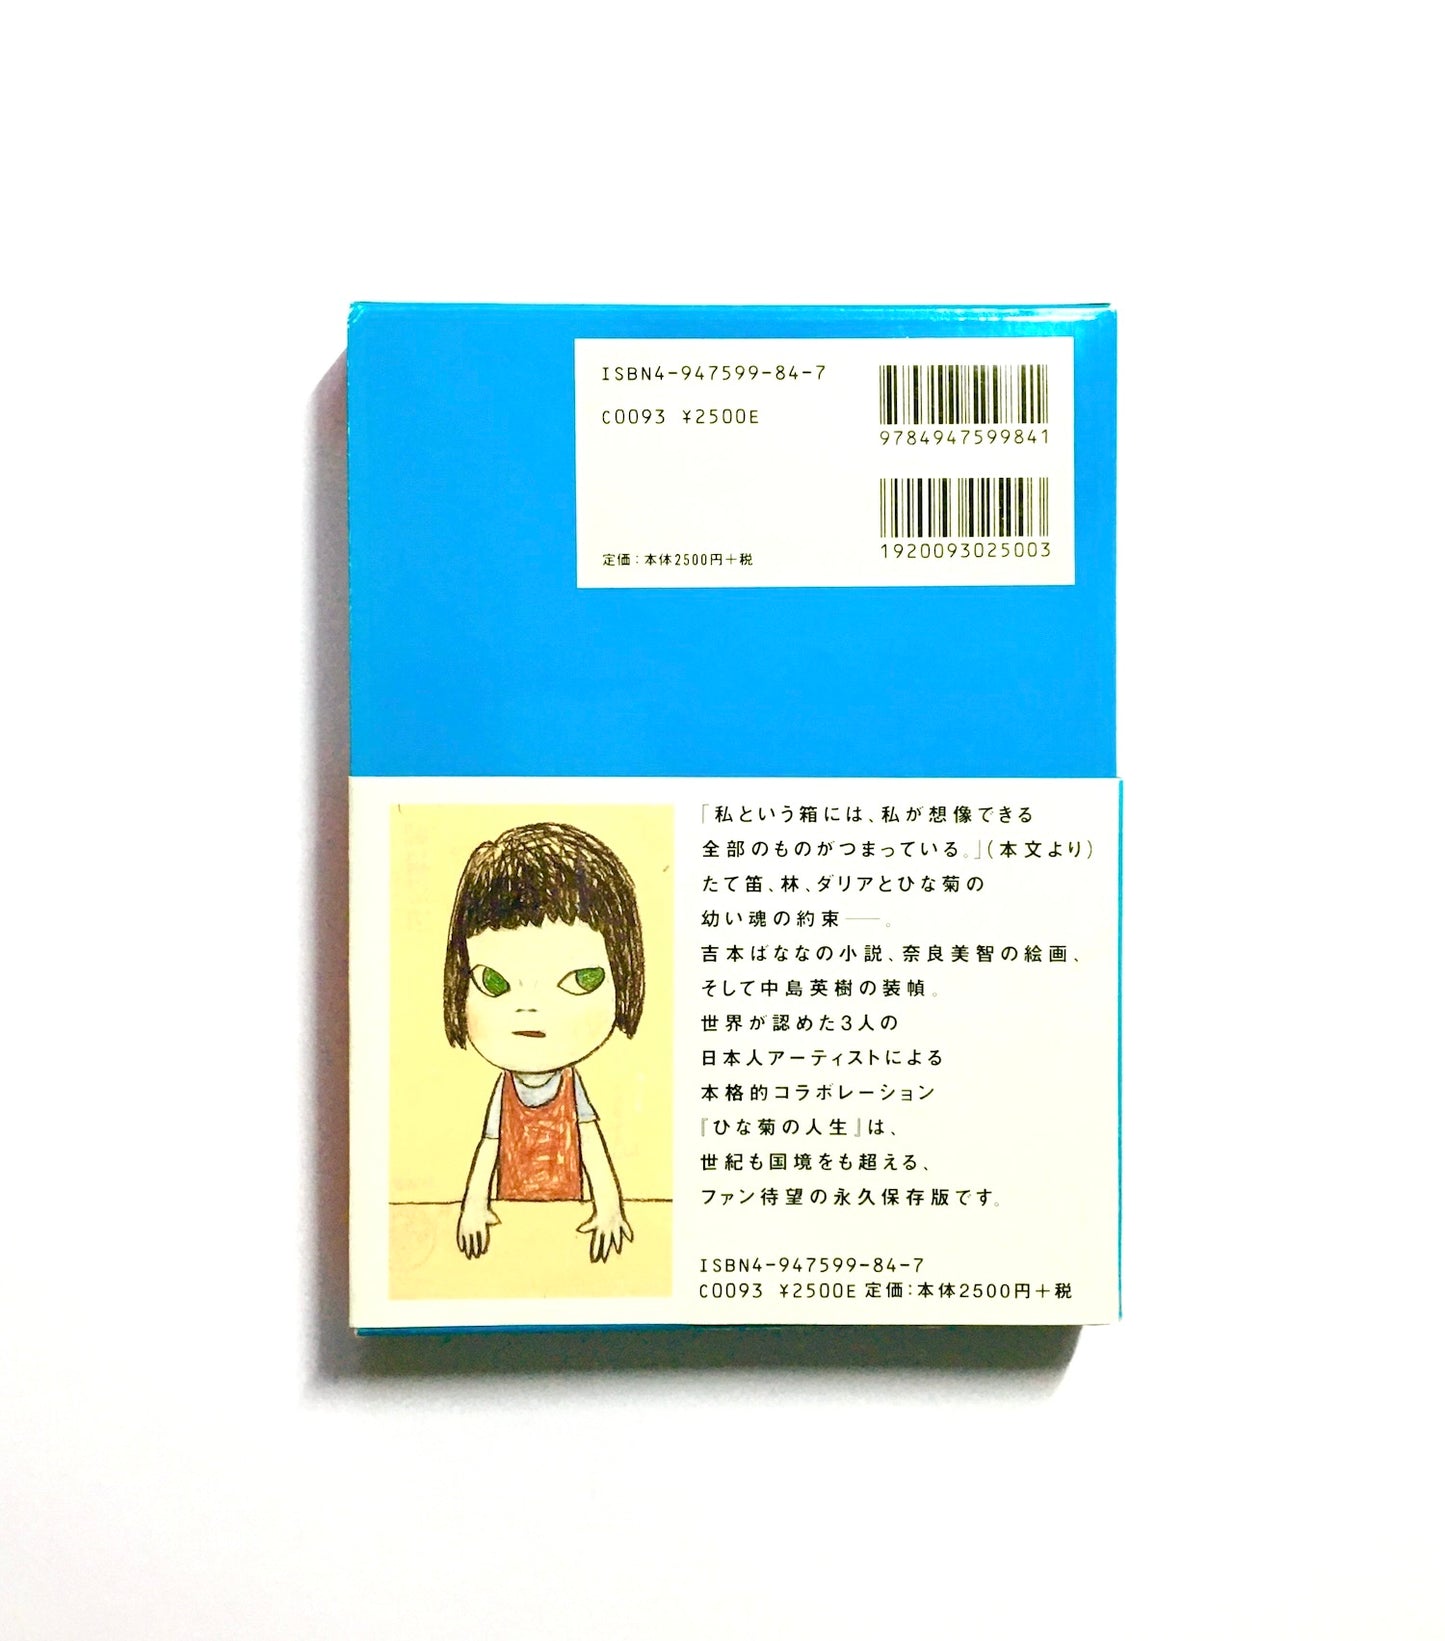 ISBN4-947599-84-7
C0093 ¥2500E
9784947599841
1920093025003
定価：本体2500円＋税
「私という箱には、私が想像できる
全部のものがつまっている。」(本文より)
たて笛、林、ダリアとひな菊の
幼い魂の約束——。
吉本ばななの小説、奈良美智の絵画、
そして中島英樹の装幀。
世界が認めた3人の
日本人アーティストによる
本格的コラボレーション
『ひな菊の人生』は、
世紀も国境をも超える、
ファン待望の永久保存版です。
ISBN4-947599-84-7
C0093 ¥2500E 定価：本体2500円＋税